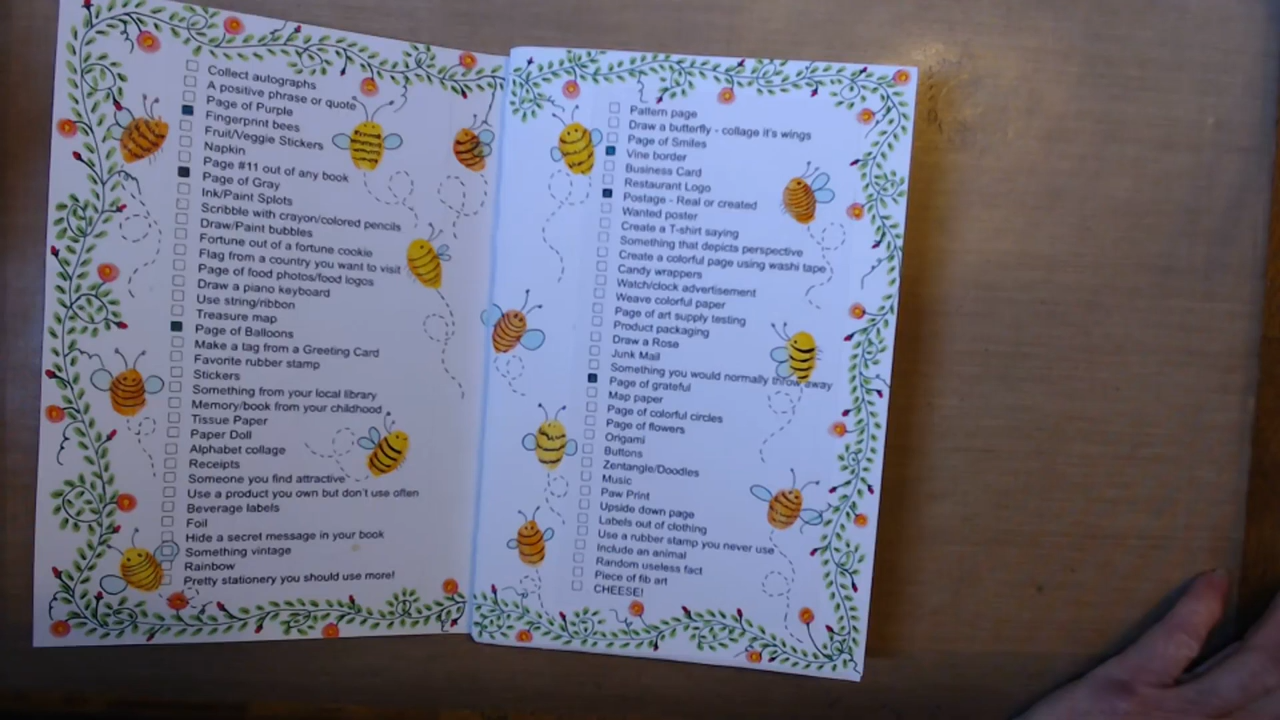 Collect autographs
A positive phrase or quote
Page of Purple
Fingerprint bees
Fruit/Veggie Stickers
Napkin
Page #11 out of any book
Page of Gray
Ink/Paint Splots
Scribble with crayon/colored pencils
Draw/Paint bubbles
Fortune out of a fortune cookie
Flag from a country you want to visit
Page of food photos/food logos
Draw a piano keyboard
Use string/ribbon
Treasure map
Page of Balloons
Make a tag from a Greeting Card
Favorite rubber stamp
Stickers
Something from your local library
Memory/book from your childhood
Tissue Paper
Paper Doll
Alphabet collage
Receipts
Someone you find attractive
Use a product you own but don't use often
Beverage labels
Foil
Hide a secret message in your book
Something vintage
Rainbow
Pretty stationery you should use more!
Pattern page
Draw a butterfly - collage it's wings
Page of Smiles
Vine border
Business Card
Restaurant Logo
Postage - Real or created
Wanted poster
Create a T-shirt saying
Something that depicts perspective
Create a colorful page using washi tape
Candy wrappers
Watch/clock advertisement
Weave colorful paper
Page of art supply testing
Product packaging
Draw a Rose
Junk Mail
Something you would normally throw away
Page of grateful
Map paper
Page of colorful circles
Page of flowers
Origami
Buttons
Zentangle/Doodles
Music
Paw Print
Upside down page
Labels out of clothing
Use a rubber stamp you never use
Include an animal
Random useless fact
Piece of fib art
CHEESE!